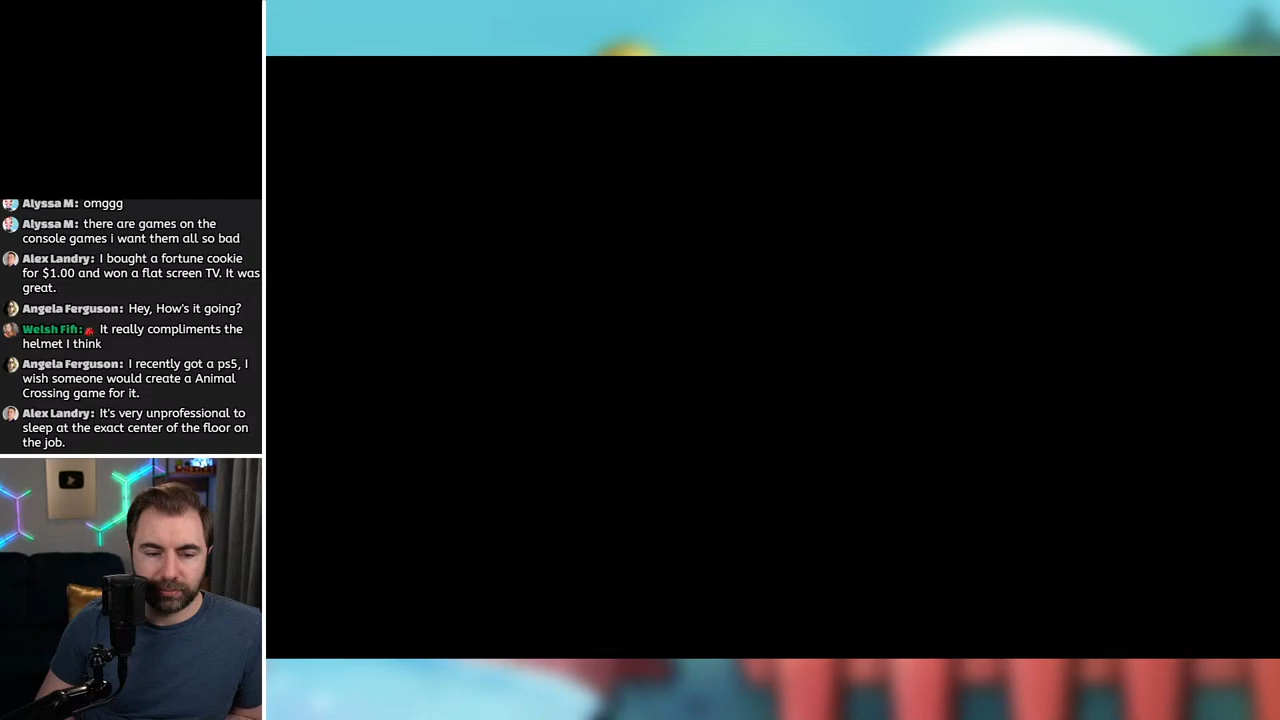 Alyssa M: omggg
Alyssa M: there are games on the
console games i want them all so bad
Alex Landry: I bought a fortune cookie
for $1.00 and won a flat screen TV. It was
great.
Angela Ferguson: Hey, How's it going?
Welsh Fifi: It really compliments the
helmet I think
Angela Ferguson: I recently got a ps5, I
wish someone would create a Animal
Crossing game for it.
Alex Landry: It's very unprofessional to
sleep at the exact center of the floor on
the job.